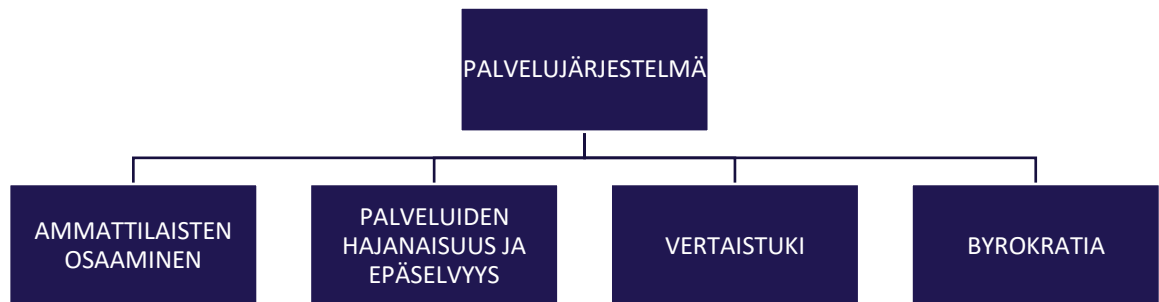 PALVELUJÄRJESTELMÄ
AMMATTILAISTEN
OSAAMINEN
PALVELUIDEN
HAJANAISUUS JA
EPÄSELVYYS
VERTAISTUKI
BYROKRATIA